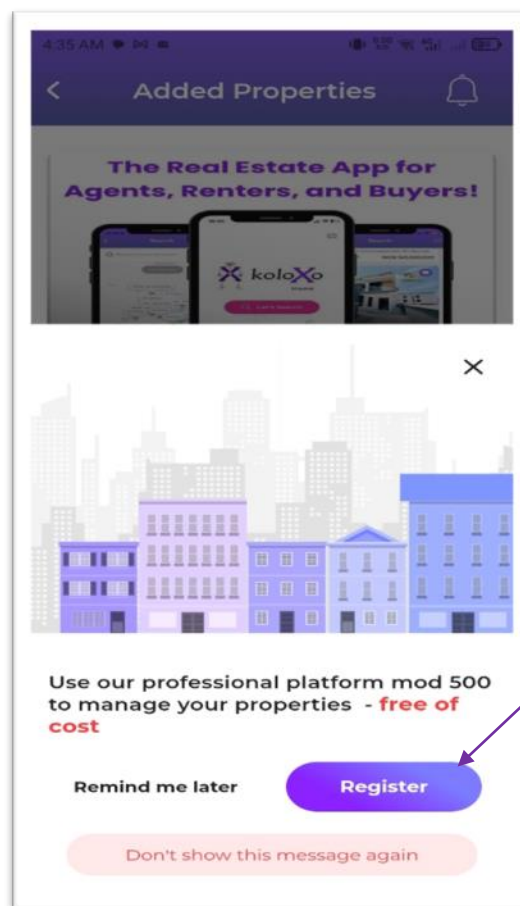 4:35 AM
Added Properties
The Real Estate App for
Agents, Renters, and Buyers!
koloXo
Use our professional platform mod 500
to manage your properties - free of
cost
Remind me later
Register
Don't show this message again